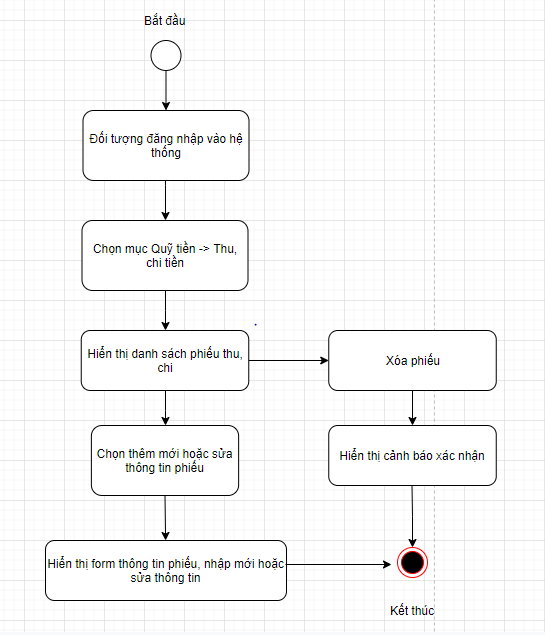 Bắt đầu
Đối tượng đăng nhập vào hệ
thống
Chọn mục Quỹ tiền -> Thu,
chi tiền
Hiển thị danh sách phiếu thu,
chi
Xóa phiếu
Chọn thêm mới hoặc sửa
thông tin phiếu
Hiển thị cảnh báo xác nhận
Hiển thị form thông tin phiếu, nhập mới hoặc
sửa thông tin
Kết thúc